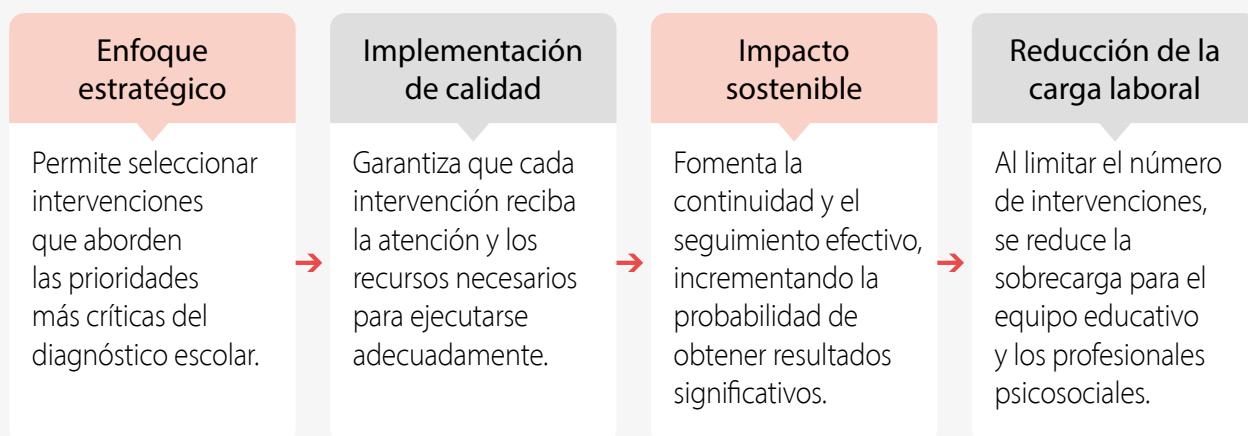 Enfoque
estratégico
Permite seleccionar
intervenciones
que aborden
las prioridades
más críticas del
diagnóstico escolar.
Implementación
de calidad
Garantiza que cada
intervención reciba
la atención y los
recursos necesarios
para ejecutarse
adecuadamente.
Impacto
sostenible
Fomenta la
continuidad y el
seguimiento efectivo,
incrementando la
probabilidad de
obtener resultados
significativos.
Reducción de la
carga laboral
Al limitar el número
de intervenciones,
se reduce la
sobrecarga para el
equipo educativo
y los profesionales
psicosociales.